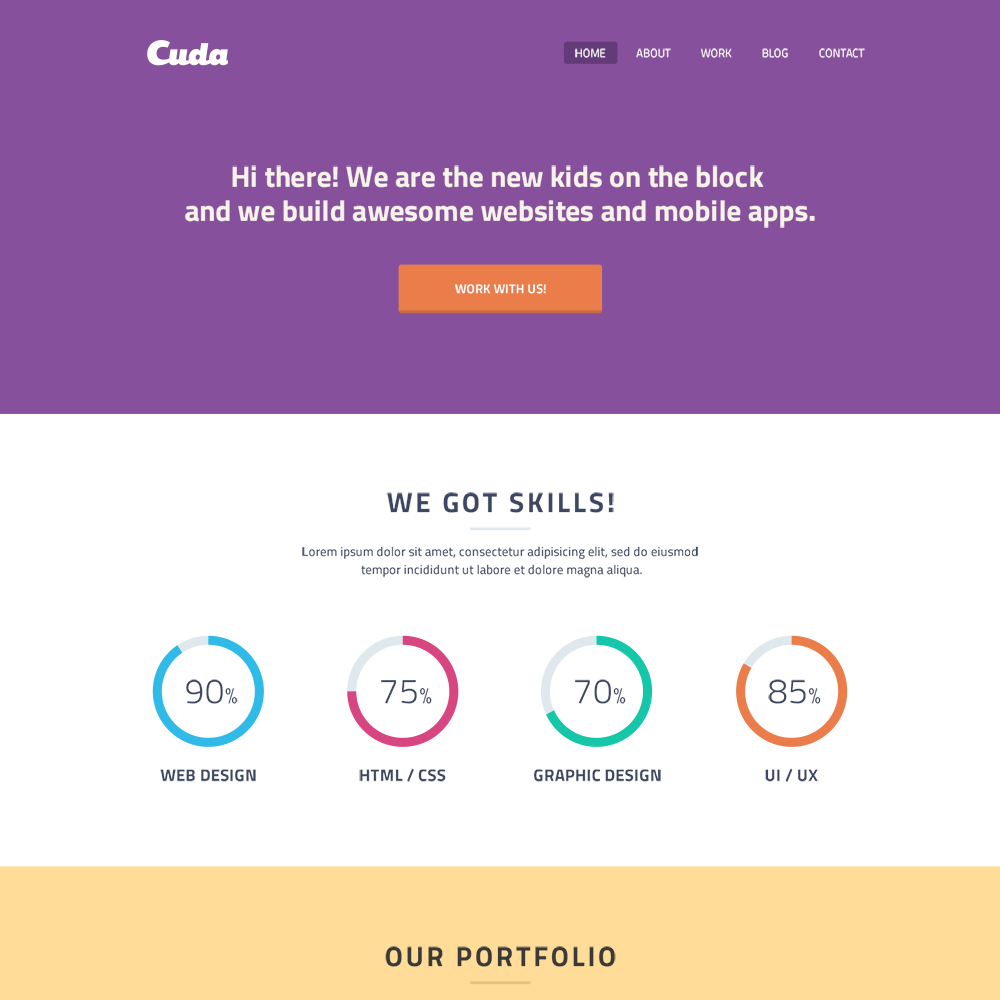 Cuda
HOME ABOUT WORK BLOG CONTACT
Hi there! We are the new kids on the block
and we build awesome websites and mobile apps.
WORK WITH US!
WE GOT SKILLS!
Lorem ipsum dolor sit amet, consectetur adipisicing elit, sed do eiusmod
tempor incididunt ut labore et dolore magna aliqua.
90% 75% 70% 85%
WEB DESIGN HTML / CSS GRAPHIC DESIGN UI / UX
OUR PORTFOLIO